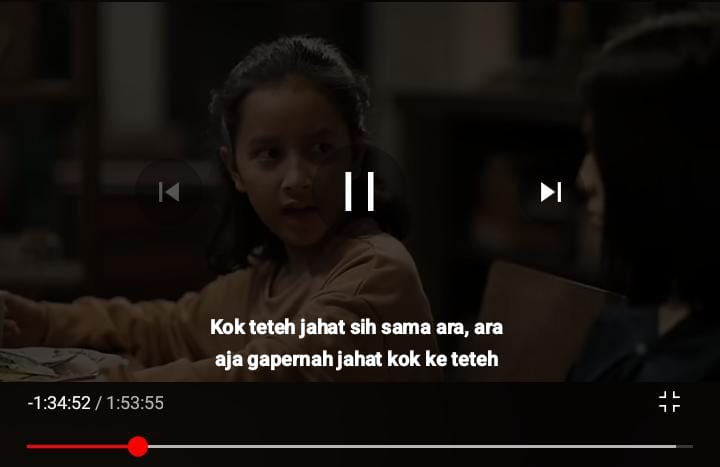 Kok teteh jahat sih sama ara, ara
aja gapernah jahat kok ke teteh
-1:34:52 / 1:53:55